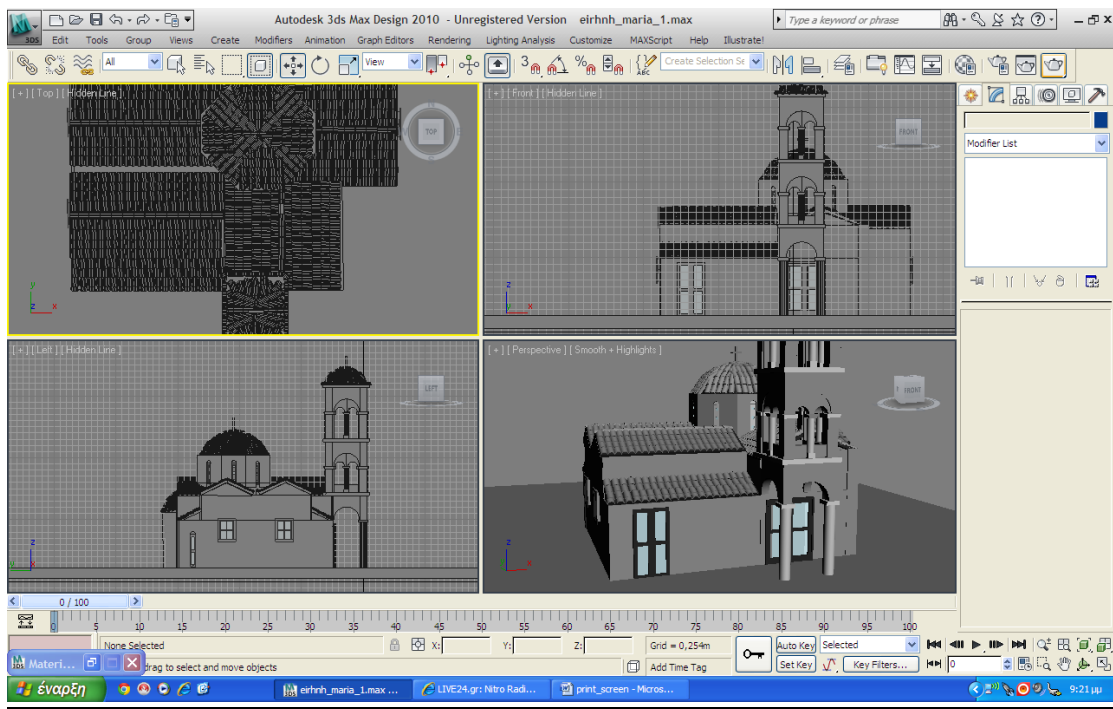 Autodesk 3ds Max Design 2010 - Unregistered Version eirhnh_maria_1.max
Type a keyword or phrase
3DS Edit Tools Group Views Create Modifiers Animation Graph Editors Rendering Lighting Analysis Customize MAXScript Help Illustrate!
All View 3 % ABC Create Selection Se
[ + ] [ Top ] [ Hidden Line ]
TOP
[ + ] [ Front ] [ Hidden Line ]
FRONT
Modifier List
y
z x
z
x
[ + ] [ Left ] [ Hidden Line ]
LEFT
[ + ] [ Perspective ] [ Smooth + Highlights ]
FRONT
z
y
z
x
0 / 100
0 5 10 15 20 25 30 35 40 45 50 55 60 65 70 75 80 85 90 95 100
None Selected X: Y: Z: Grid = 0,254m Auto Key Selected
Materi... drag to select and move objects Add Time Tag Set Key Key Filters... 0
έναρξη eirhnh_maria_1.max ... LIVE24.gr: Nitro Radi... print_screen - Micros... 9:21 μμ